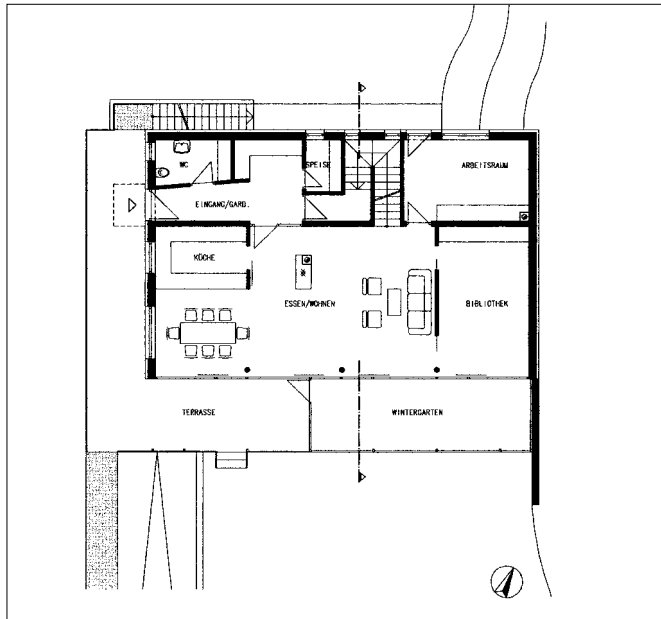 WC
SPEISE
ARBEITSRAUM
EINGANG/GARD.
KÜCHE
ESSEN/WOHNEN
BIBLIOTHEK
TERRASSE
WINTERGARTEN